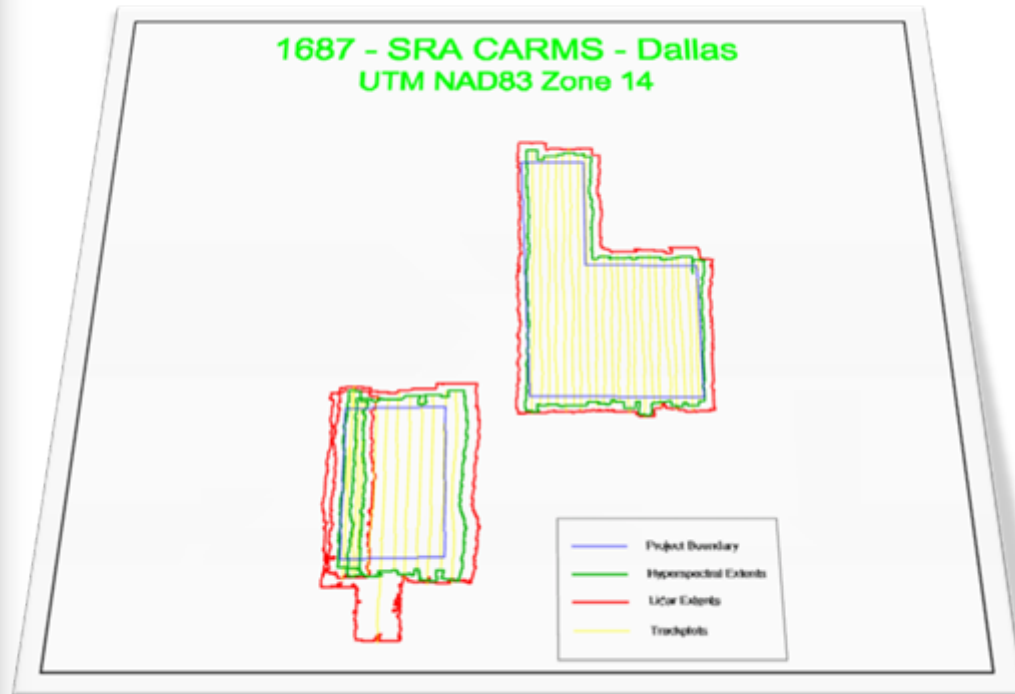 1687 - SRA CARMS - Dallas
UTM NAD83 Zone 14
Project Boundary
Hyperspectral Extents
Lidar Extents
Trackplots